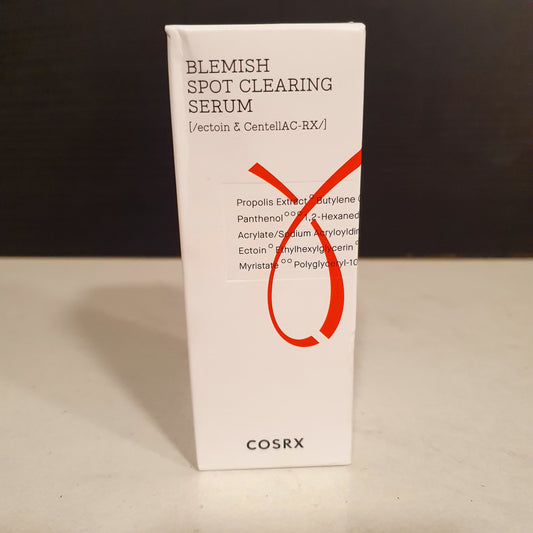 BLEMISH
SPOT CLEARING
SERUM
[/ectoin & CentellAC-RX/]
Propolis Extract° Butylene
Panthenol°°°1,2-Hexaned
Acrylate/Sodium Acryloyldim
Ectoin° Ethylhexylglycerin°
Myristate°°Polyglyceryl-10
COSRX